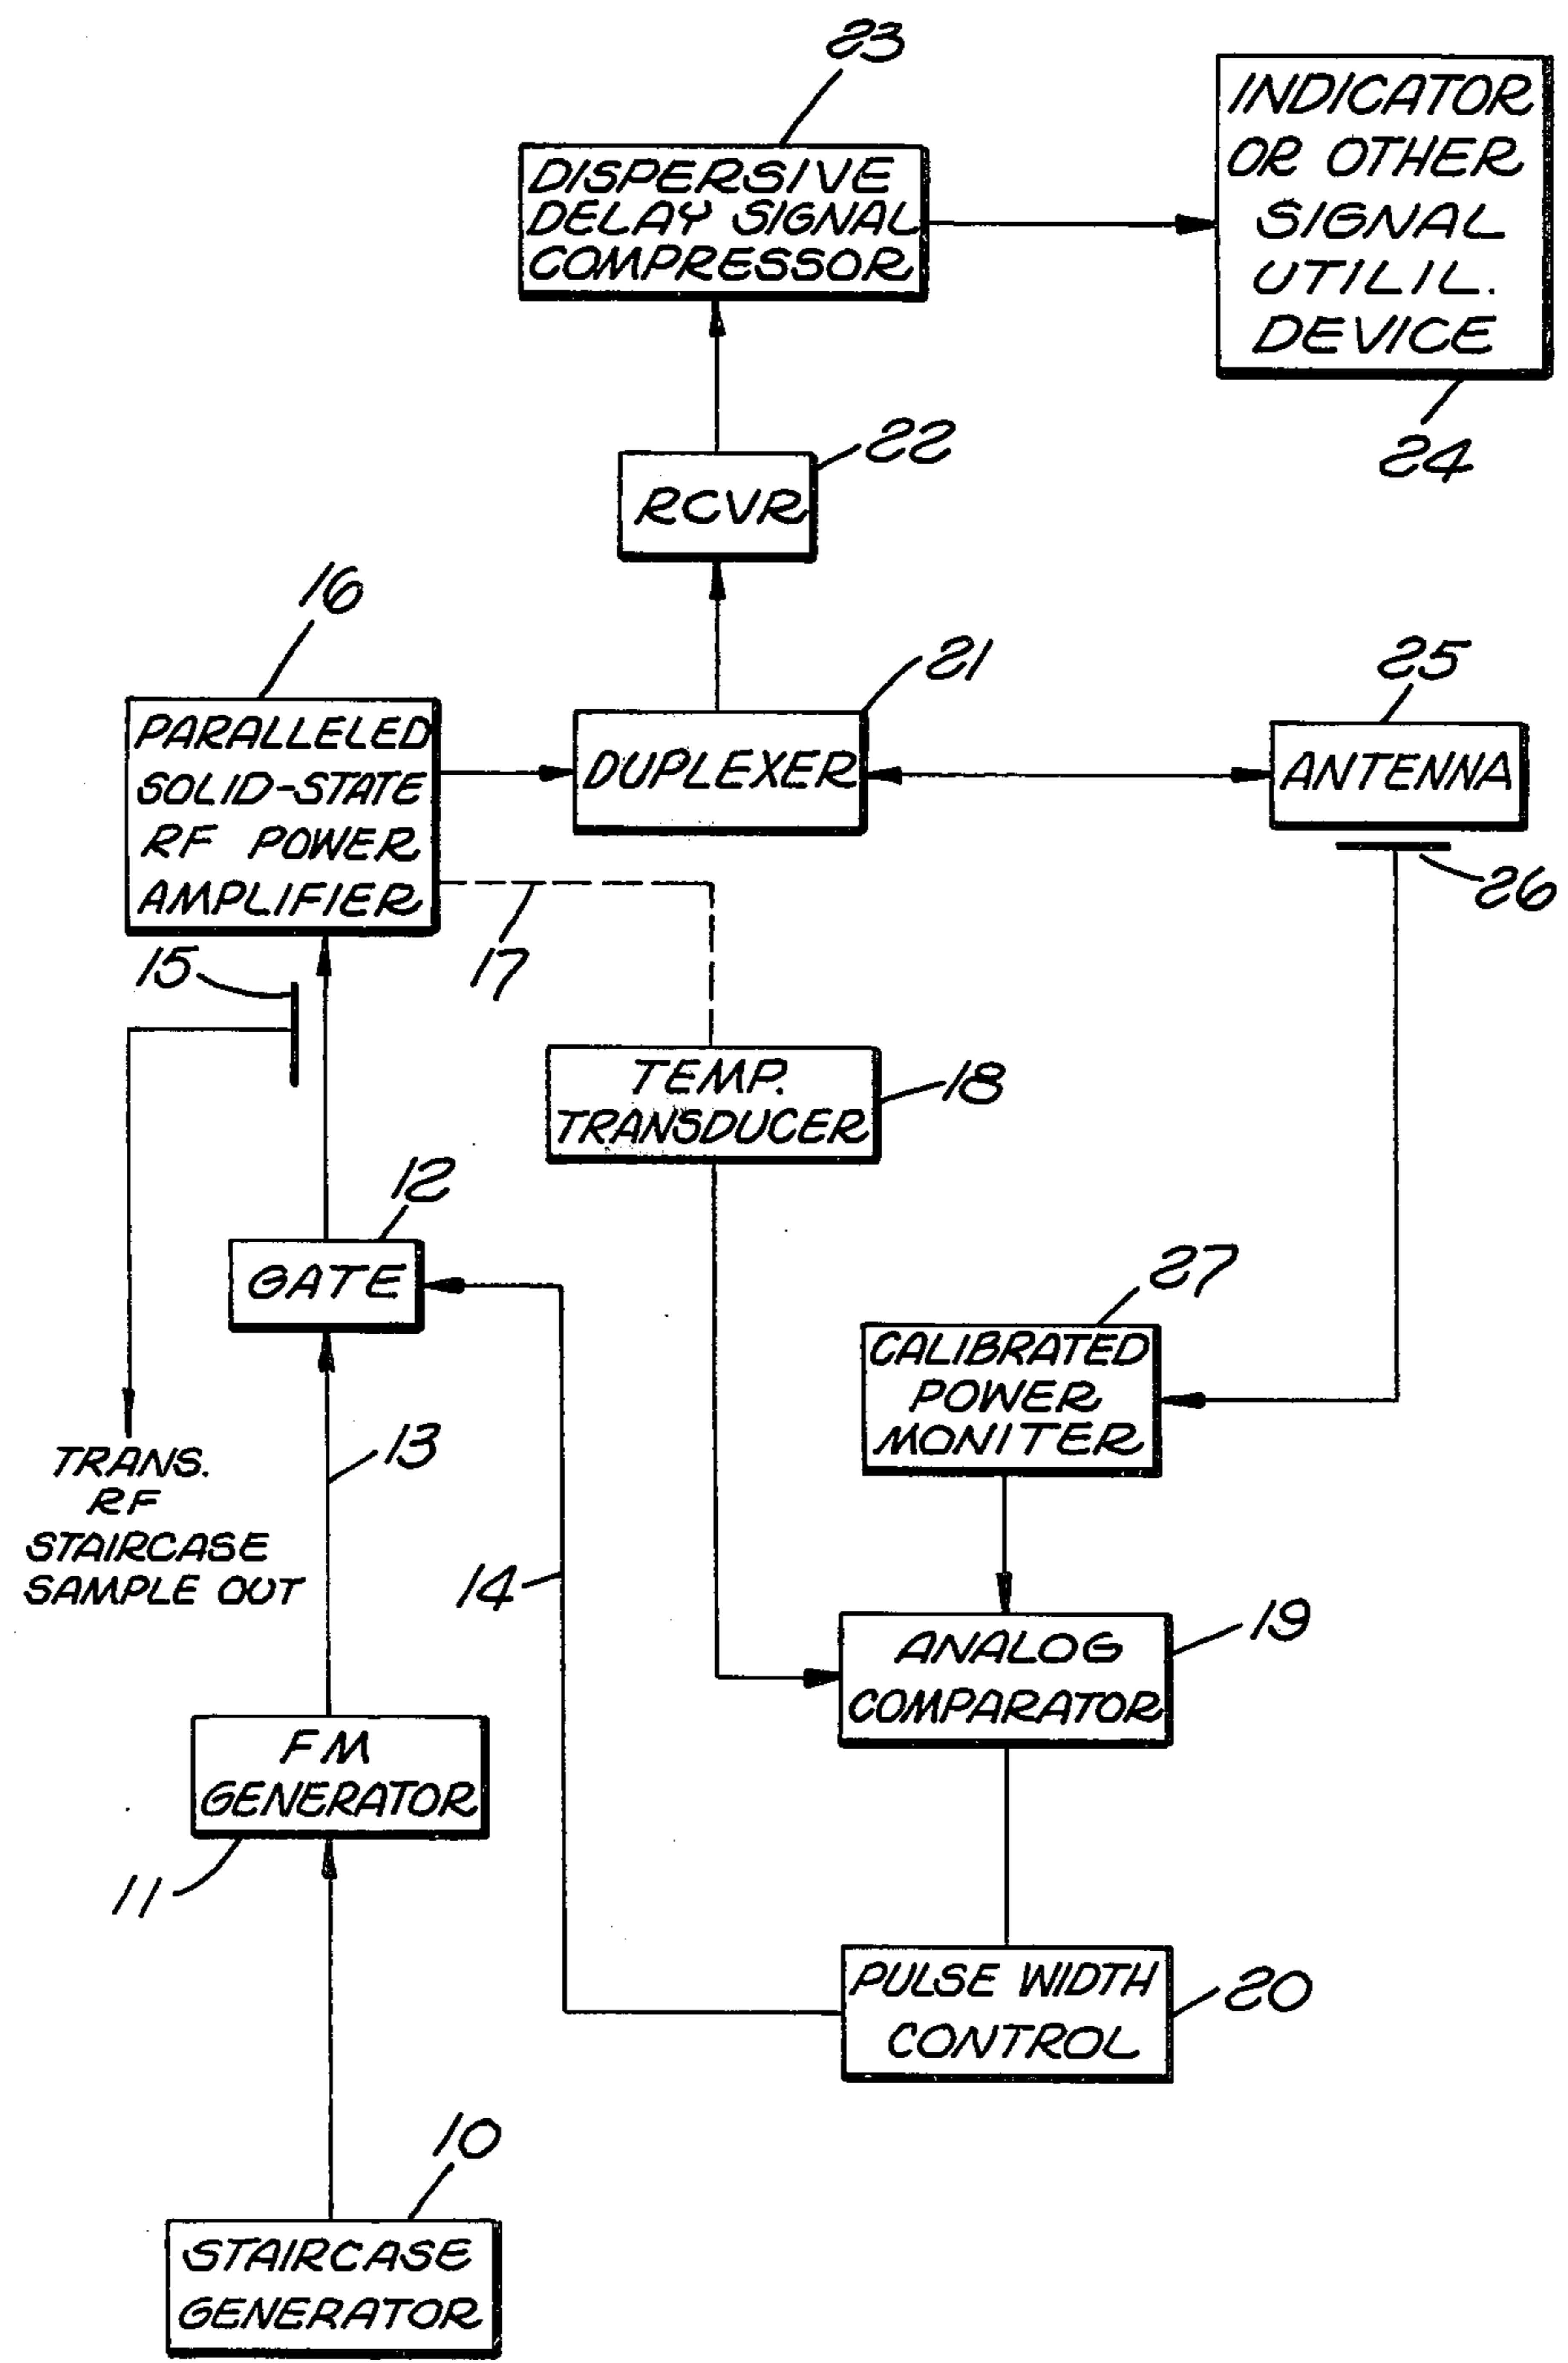 23
DISPERSIVE
DELAY SIGNAL
COMPRESSOR
INDICATOR
OR OTHER
SIGNAL
UTILIL.
DEVICE
24
22
RCVR
16
21
25
PARALLELED
SOLID-STATE
RF POWER
AMPLIFIER
DUPLEXER
ANTENNA
26
15
17
TEMP.
TRANSDUCER
18
12
GATE
27
CALIBRATED
POWER
MONITER
13
TRANS.
RF
STAIRCASE
SAMPLE OUT
14
19
ANALOG
COMPARATOR
FM
GENERATOR
11
PULSE WIDTH
CONTROL
20
10
STAIRCASE
GENERATOR